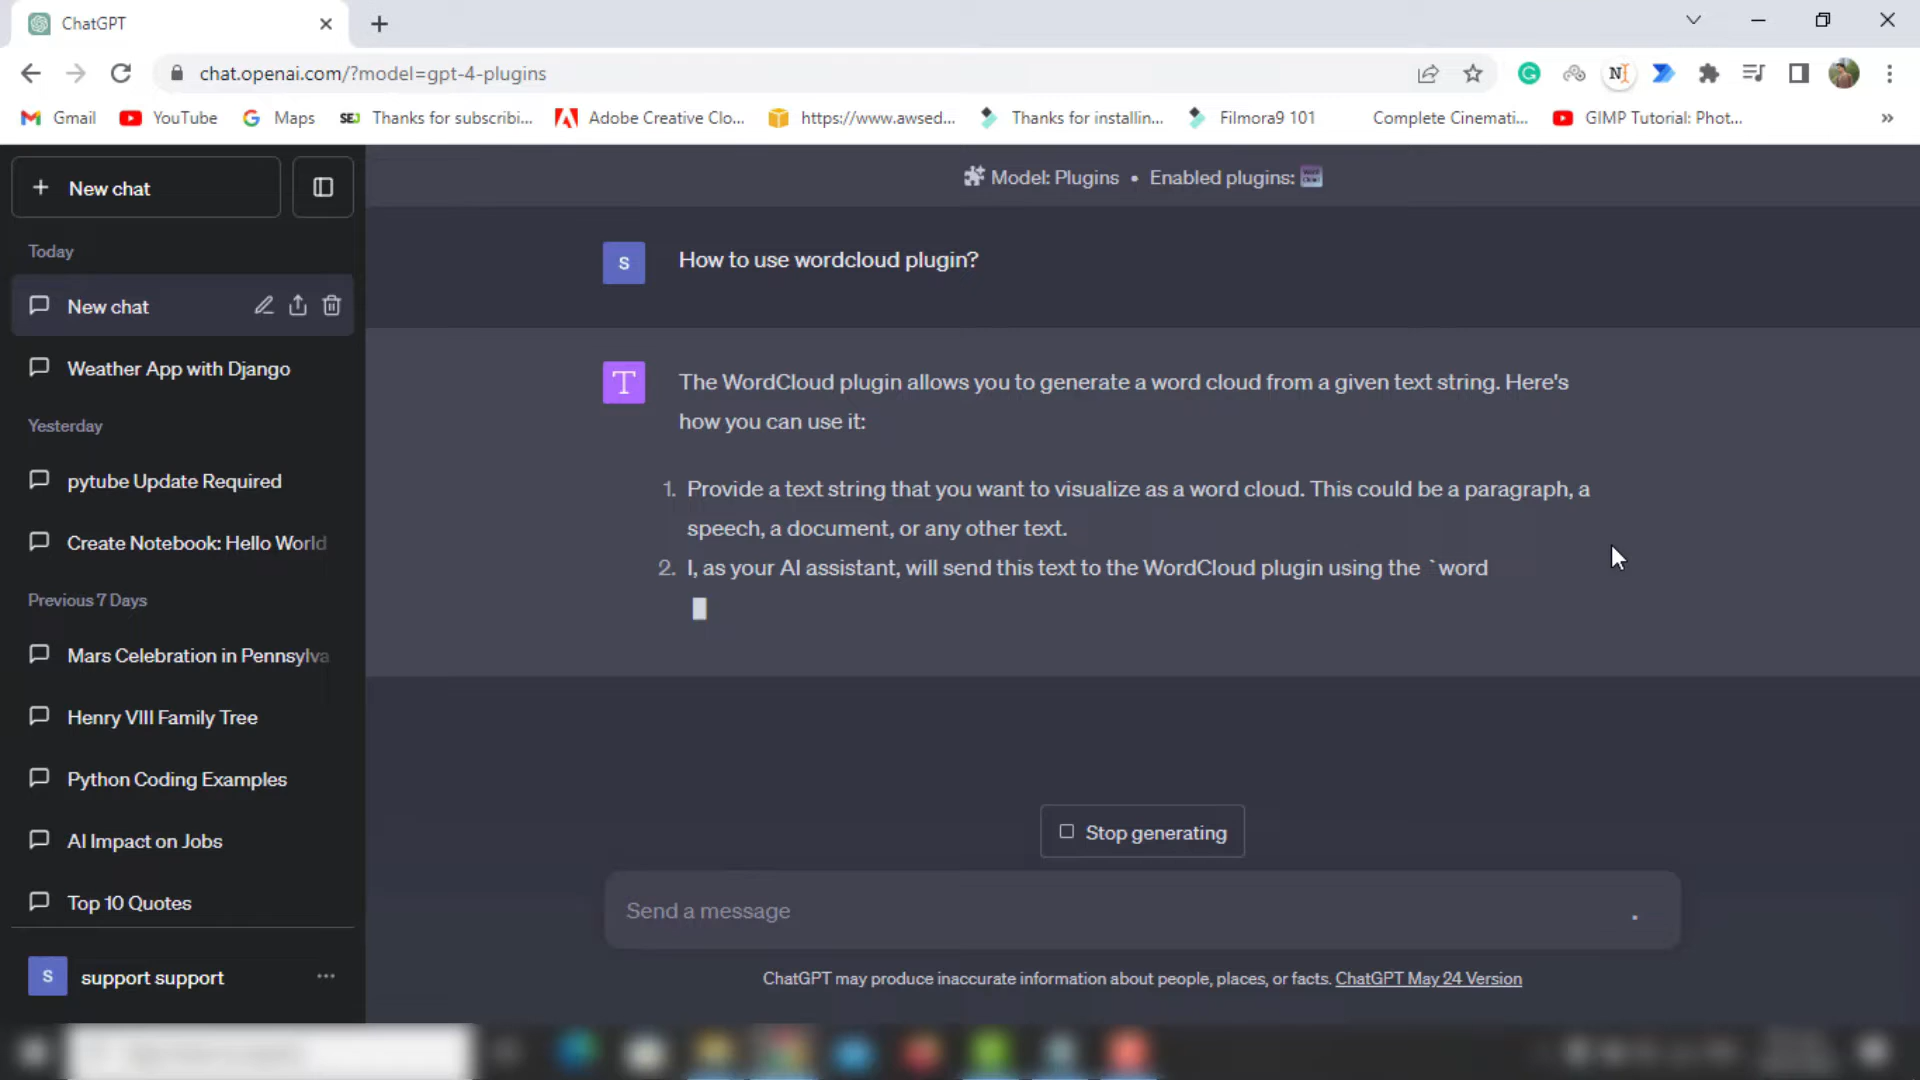 ChatGPT
chat.openai.com/?model=gpt-4-plugins
Gmail YouTube Maps SEJ Thanks for subscribi... Adobe Creative Clo... https://www.awsed... Thanks for installin... Filmora9 101 Complete Cinemati... GIMP Tutorial: Phot... »
+ New chat
Model: Plugins • Enabled plugins:
Today
New chat
Weather App with Django
Yesterday
pytube Update Required
Create Notebook: Hello World
Previous 7 Days
Mars Celebration in Pennsylva
Henry VIII Family Tree
Python Coding Examples
AI Impact on Jobs
Top 10 Quotes
S support support ...
S How to use wordcloud plugin?
T The WordCloud plugin allows you to generate a word cloud from a given text string. Here's
how you can use it:
1. Provide a text string that you want to visualize as a word cloud. This could be a paragraph, a
speech, a document, or any other text.
2. I, as your AI assistant, will send this text to the WordCloud plugin using the `word
Stop generating
Send a message
ChatGPT may produce inaccurate information about people, places, or facts. ChatGPT May 24 Version